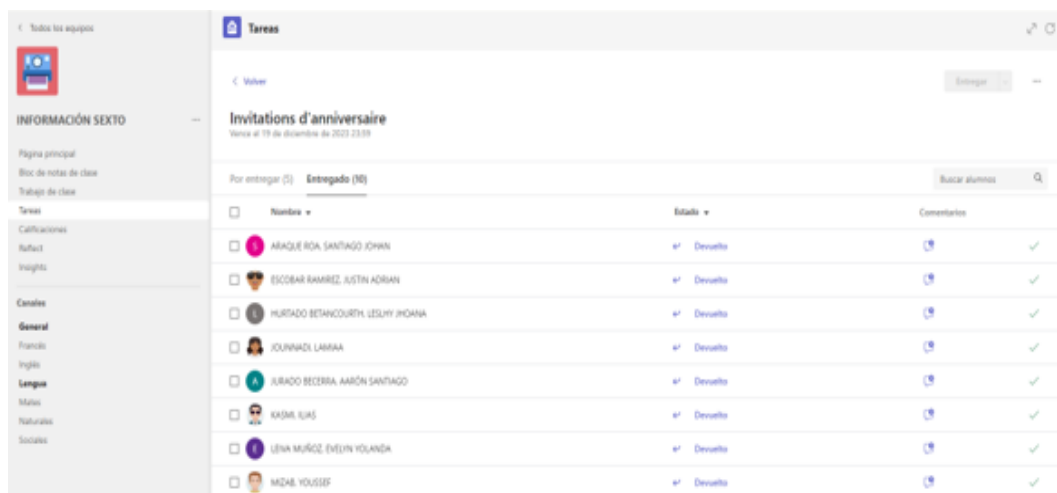 Todos los equipos
INFORMACIÓN SEXTO
Página principal
Bloc de notas de clase
Trabajo de clase
Tareas
Calificaciones
Reflect
Insights
Canales
General
Francés
Inglés
Lengua
Mates
Naturales
Sociales
Tareas
Volver
Entregar
Invitations d'anniversaire
Vence el 19 de diciembre de 2023 23:59
Por entregar (5) Entregado (10)
Buscar alumnos
Nombre Estado Comentarios
S ARAQUE ROA, SANTIAGO JOHAN Devuelto
ESCOBAR RAMIREZ, JUSTIN ADRIAN Devuelto
L HURTADO BETANCOURTH, LESLHY JHOANA Devuelto
JOUNNADI, LAMIAA Devuelto
A JURADO BECERRA, AARÓN SANTIAGO Devuelto
KASMI, ILIAS Devuelto
E LEIVA MUÑOZ, EVELYN YOLANDA Devuelto
MIZAB, YOUSSEF Devuelto